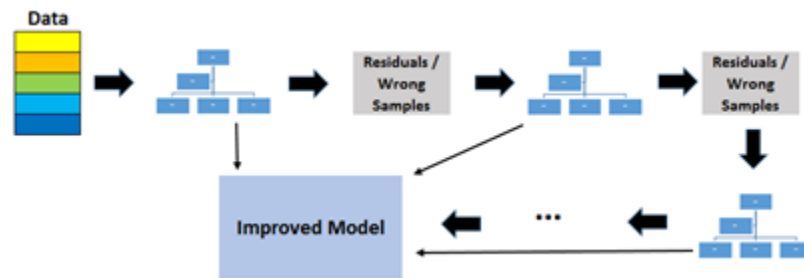 Data
Residuals /
Wrong
Samples
Residuals /
Wrong
Samples
Improved Model
...